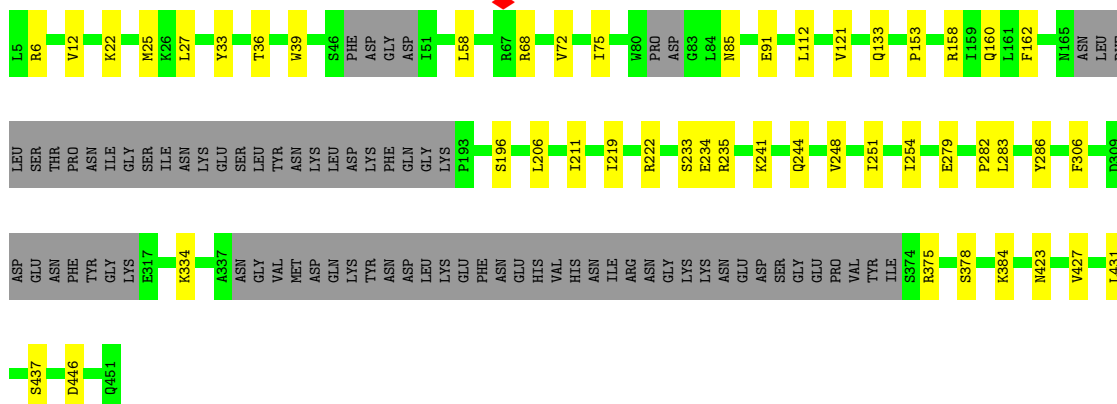 L5 R6 V12 K22 M25 K26 L27 Y33 T36 W39 S46 PHE ASP GLY ASP I51 L58 R67 R68 V72 I75 W80 PRO ASP G83 L84 N85 E91 L112 V121 Q133 P153 R158 I159 Q160 L161 F162 N165 ASN LEU
LEU SER THR PRO ASN ILE GLY SER ILE ASN LYS GLU SER LEU TYR ASN LYS LEU ASP LYS PHE GLN GLY LYS P193 S196 L206 I211 I219 R222 S233 E234 R235 K241 Q244 V248 I251 I254 E279 P282 L283 Y286 F306 D309
ASP GLU ASN PHE TYR GLY LYS E317 K334 A337 ASN GLY VAL MET ASP GLN LYS TYR ASN ASP LEU LYS GLU PHE ASN GLU HIS VAL HIS ASN ILE ARG ASN GLY LYS LYS ASN GLU ASP SER GLY GLU PRO VAL TYR ILE S374 R375 S378 K384 N423 V427 L431
S437 D446 Q451